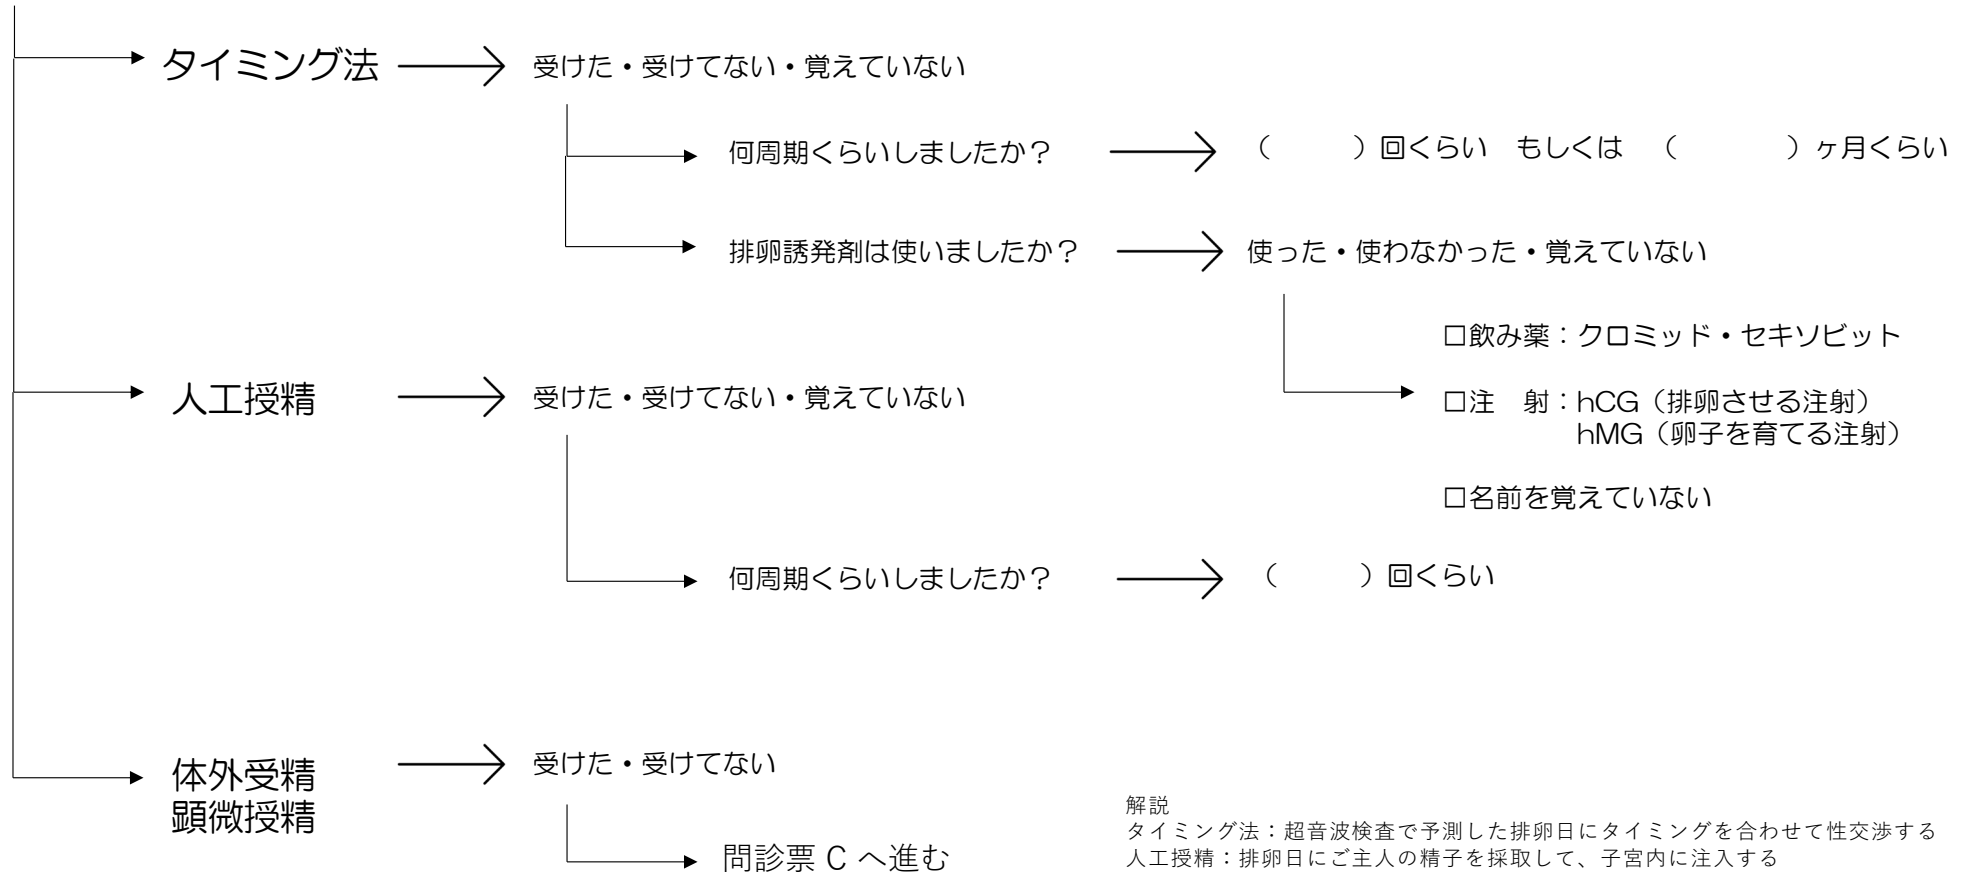 タイミング法
受けた・受けてない・覚えていない
何周期くらいしましたか？
（　　　）回くらい　もしくは　（　　　　）ヶ月くらい
排卵誘発剤は使いましたか？
使った・使わなかった・覚えていない
□飲み薬：クロミッド・セキソビット
□注　射：hCG（排卵させる注射）
hMG（卵子を育てる注射）
□名前を覚えていない
人工授精
受けた・受けてない・覚えていない
何周期くらいしましたか？
（　　　）回くらい
体外受精
顕微授精
受けた・受けてない
問診票 C へ進む
解説
タイミング法：超音波検査で予測した排卵日にタイミングを合わせて性交渉する
人工授精：排卵日にご主人の精子を採取して、子宮内に注入する